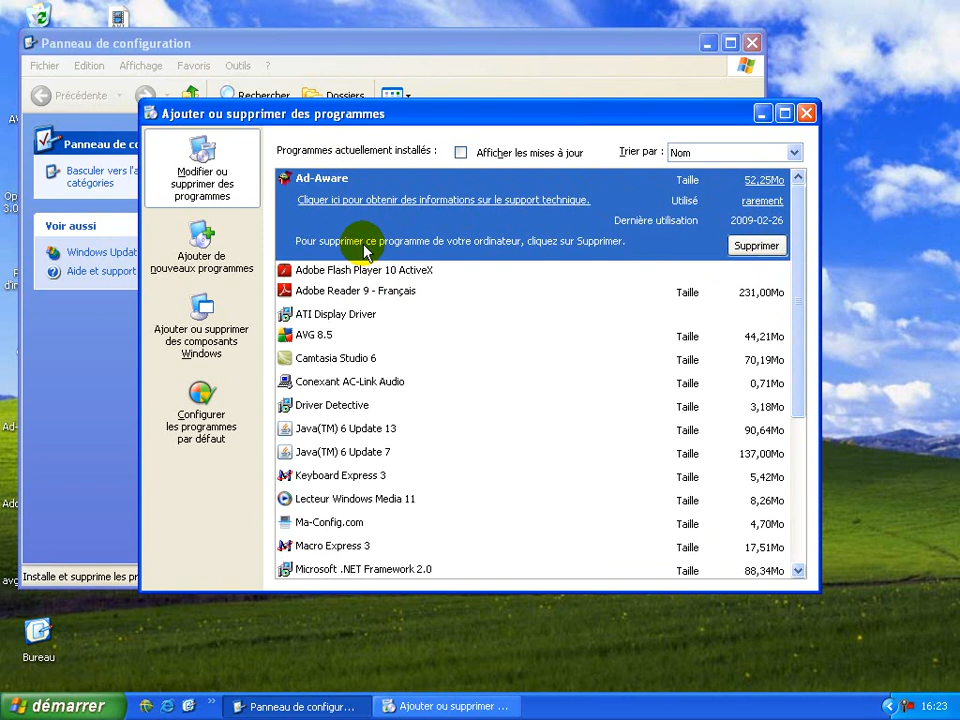 Panneau de configuration
Fichier Edition Affichage Favoris Outils ?
Précédente Rechercher Dossiers
Panneau de co
Basculer vers l'a
catégories
Voir aussi
Windows Updat
Aide et support
Installe et supprime les pr
Ajouter ou supprimer des programmes
Modifier ou
supprimer des
programmes
Ajouter de
nouveaux programmes
Ajouter ou supprimer
des composants
Windows
Configurer
les programmes
par défaut
Programmes actuellement installés : Afficher les mises à jour Trier par : Nom
Ad-Aware Taille 52,25Mo
Cliquer ici pour obtenir des informations sur le support technique. Utilisé rarement
Dernière utilisation 2009-02-26
Pour supprimer ce programme de votre ordinateur, cliquez sur Supprimer. Supprimer
Adobe Flash Player 10 ActiveX
Adobe Reader 9 - Français Taille 231,00Mo
ATI Display Driver
AVG 8.5 Taille 44,21Mo
Camtasia Studio 6 Taille 70,19Mo
Conexant AC-Link Audio Taille 0,71Mo
Driver Detective Taille 3,18Mo
Java(TM) 6 Update 13 Taille 90,64Mo
Java(TM) 6 Update 7 Taille 137,00Mo
Keyboard Express 3 Taille 5,42Mo
Lecteur Windows Media 11 Taille 8,26Mo
Ma-Config.com Taille 4,70Mo
Macro Express 3 Taille 17,51Mo
Microsoft .NET Framework 2.0 Taille 88,34Mo
Bureau
démarrer Panneau de configur... Ajouter ou supprimer ... 16:23